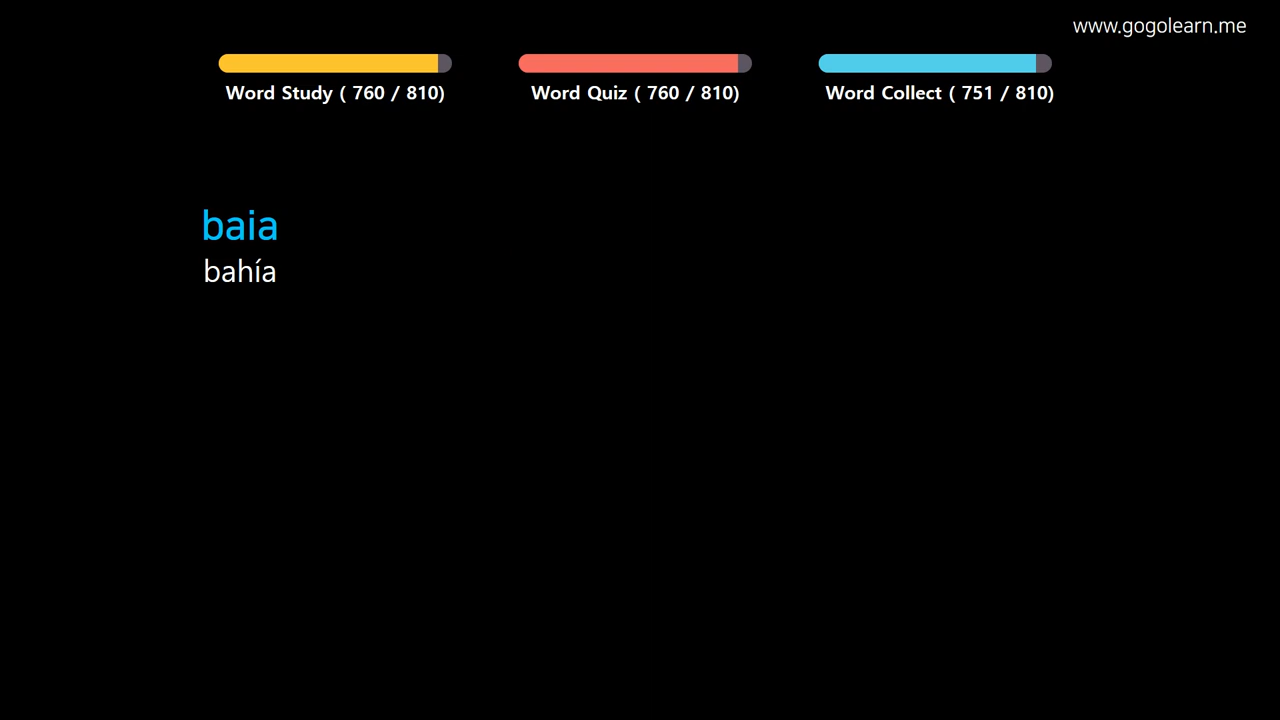 www.gogolearn.me
Word Study ( 760 / 810)
Word Quiz ( 760 / 810)
Word Collect ( 751 / 810)
baia
bahía